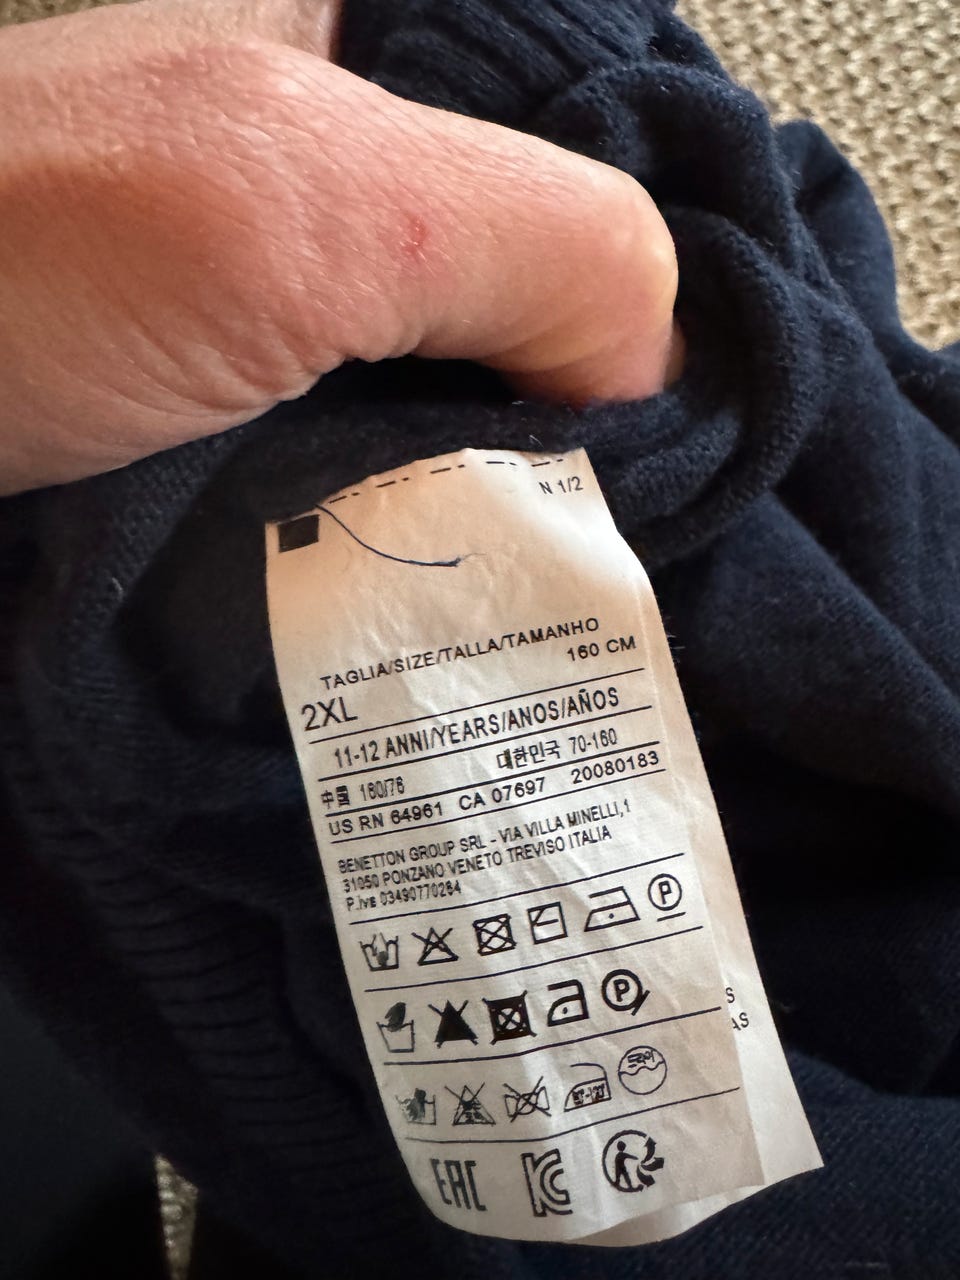 N 1/2
TAGLIA/SIZE/TALLA/TAMANHO
160 CM
2XL
11-12 ANNI/YEARS/ANOS/AÑOS
中国 160/76 대한민국 70-160
US RN 64961 CA 07697 20080183
BENETTON GROUP SRL - VIA VILLA MINELLI,1
31050 PONZANO VENETO TREVISO ITALIA
P.iva 03490770264
P
P
S
AS
EAC
KC